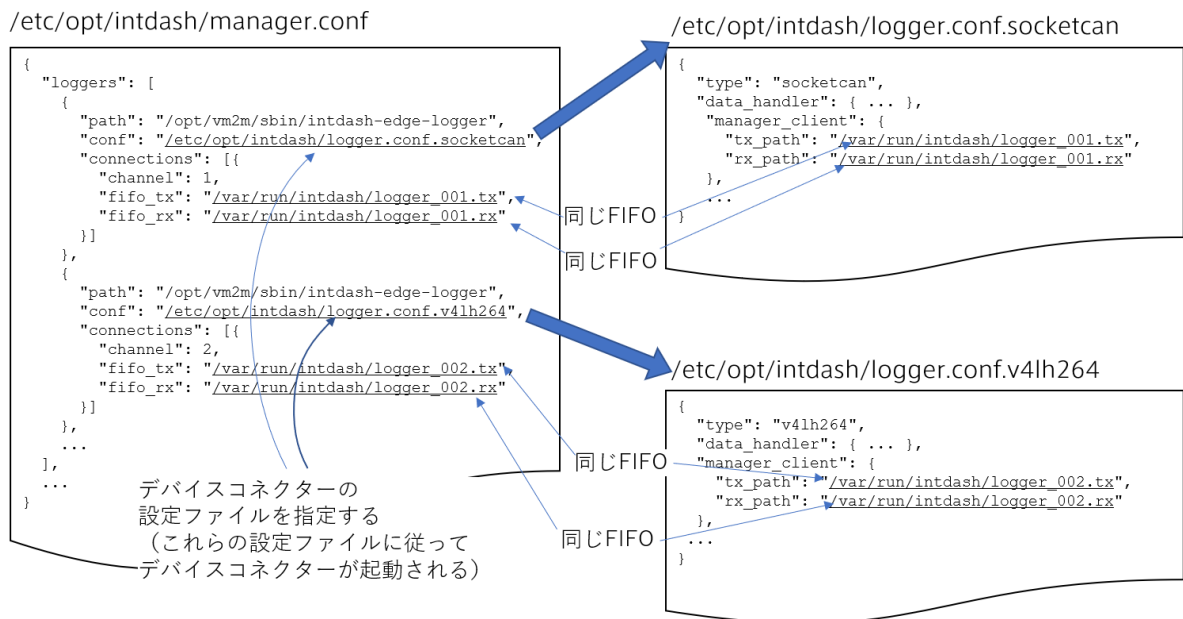 /etc/opt/intdash/manager.conf
{
"loggers": [
{
"path": "/opt/vm2m/sbin/intdash-edge-logger",
"conf": "/etc/opt/intdash/logger.conf.socketcan",
"connections": [{
"channel": 1,
"fifo_tx": "/var/run/intdash/logger_001.tx",
"fifo_rx": "/var/run/intdash/logger_001.rx"
}]
},
{
"path": "/opt/vm2m/sbin/intdash-edge-logger",
"conf": "/etc/opt/intdash/logger.conf.v4lh264",
"connections": [{
"channel": 2,
"fifo_tx": "/var/run/intdash/logger_002.tx",
"fifo_rx": "/var/run/intdash/logger_002.rx
}]
},
...
],
...
}
デバイスコネクターの
設定ファイルを指定する
（これらの設定ファイルに従って
デバイスコネクターが起動される）
同じFIFO
同じFIFO
同じFIFO
同じFIFO
/etc/opt/intdash/logger.conf.socketcan
{
"type": "socketcan",
"data_handler": { ... },
"manager_client": {
"tx_path": "/var/run/intdash/logger_001.tx",
"rx_path": "/var/run/intdash/logger_001.rx
},
...
}
/etc/opt/intdash/logger.conf.v4lh264
{
"type": "v4lh264",
"data_handler": { ... },
"manager_client": {
"tx_path": "/var/run/intdash/logger_002.tx",
"rx_path": "/var/run/intdash/logger_002.rx
},
...
}